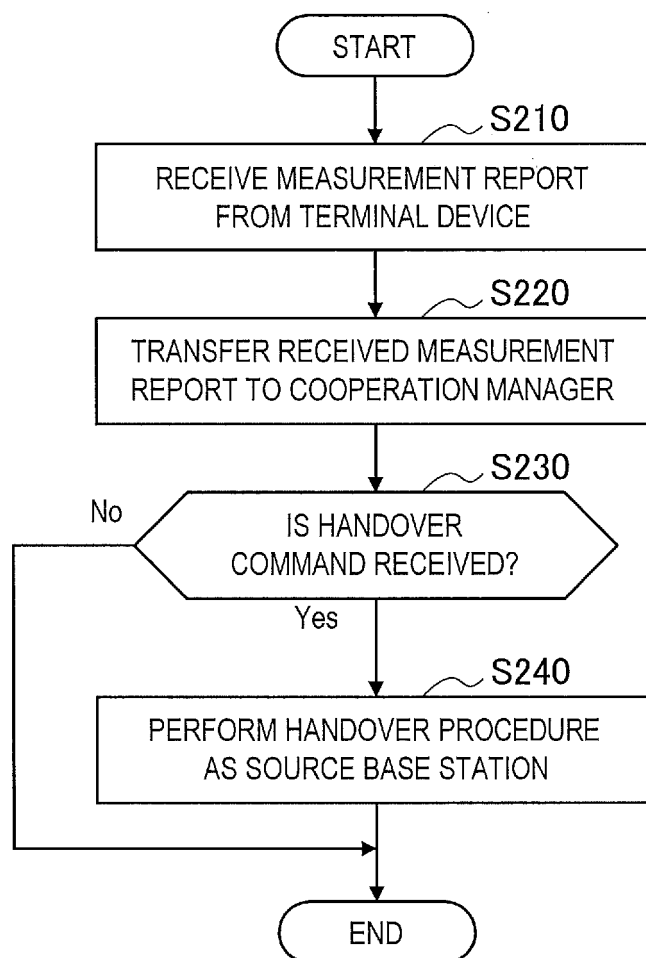 START
S210
RECEIVE MEASUREMENT REPORT
FROM TERMINAL DEVICE
S220
TRANSFER RECEIVED MEASUREMENT
REPORT TO COOPERATION MANAGER
S230
No
IS HANDOVER
COMMAND RECEIVED?
Yes
S240
PERFORM HANDOVER PROCEDURE
AS SOURCE BASE STATION
END